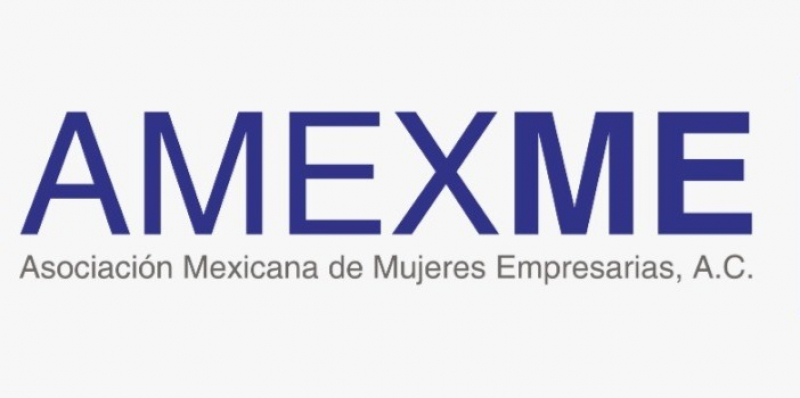 AMEXME
Asociación Mexicana de Mujeres Empresarias, A.C.